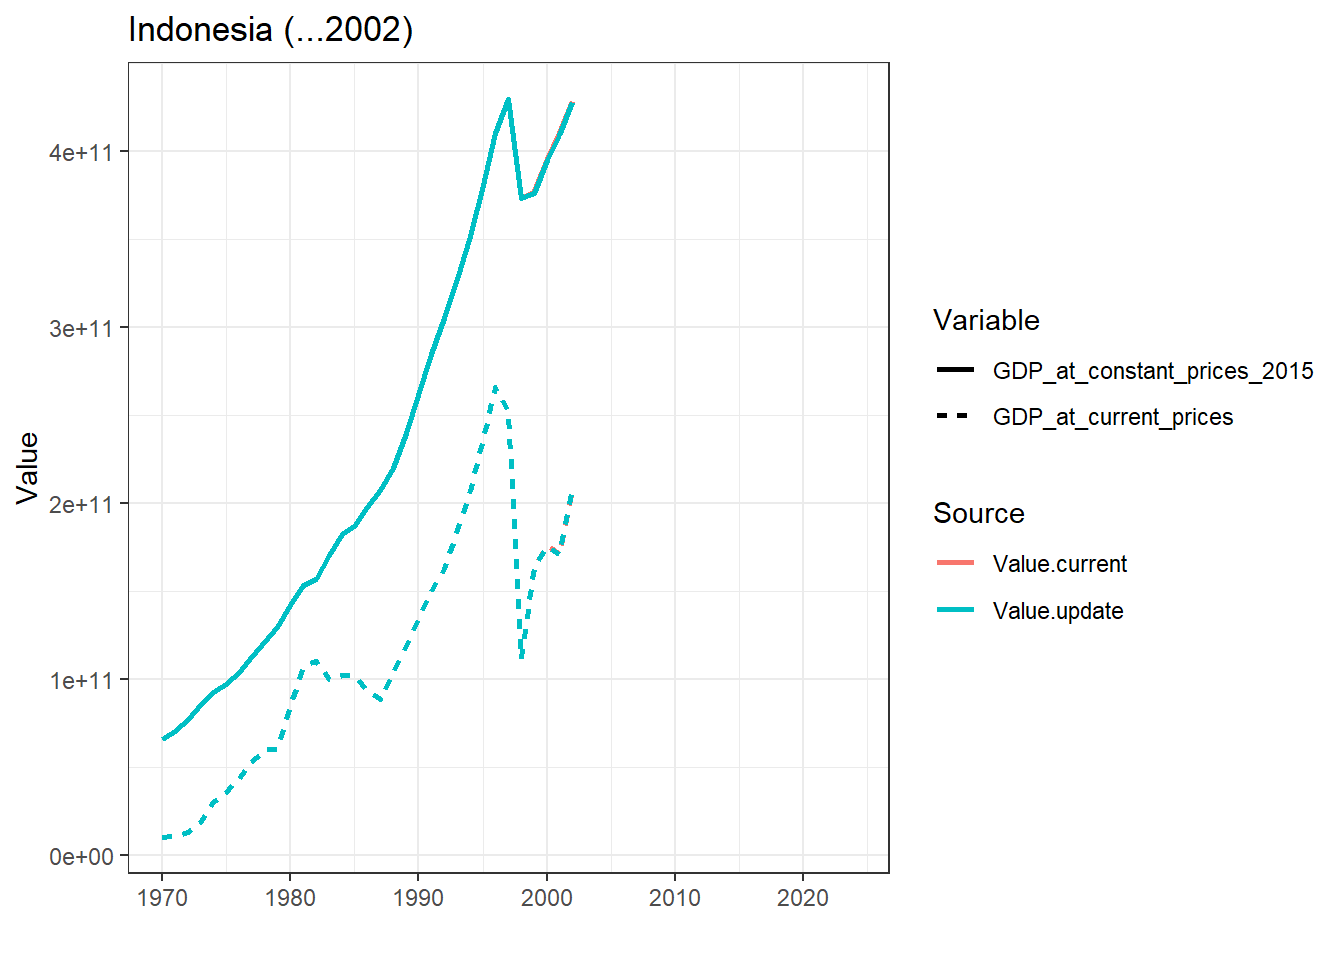 Indonesia (...2002)
Value
4e+11
3e+11
2e+11
1e+11
0e+00
1970 1980 1990 2000 2010 2020
Variable
GDP_at_constant_prices_2015
GDP_at_current_prices
Source
Value.current
Value.update